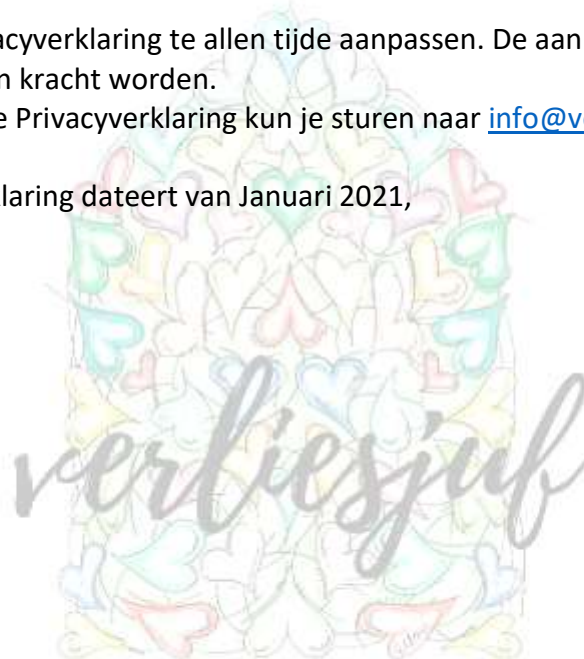 acyverklaring te allen tijde aanpassen. De aan
n kracht worden.
e Privacyverklaring kun je sturen naar info@v
laring dateert van Januari 2021,
verliesjuf